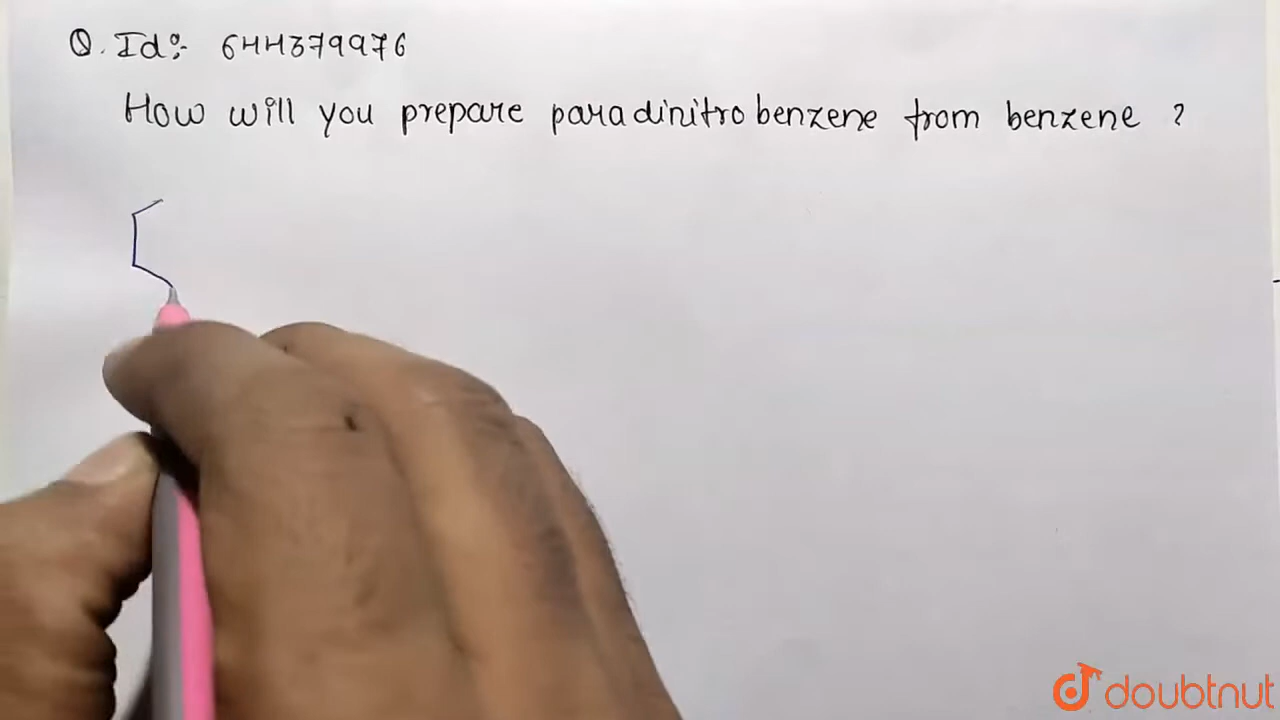 Q. Id:- 644379976
How will you prepare paradinitrobenzene from benzene ?
doubtnut